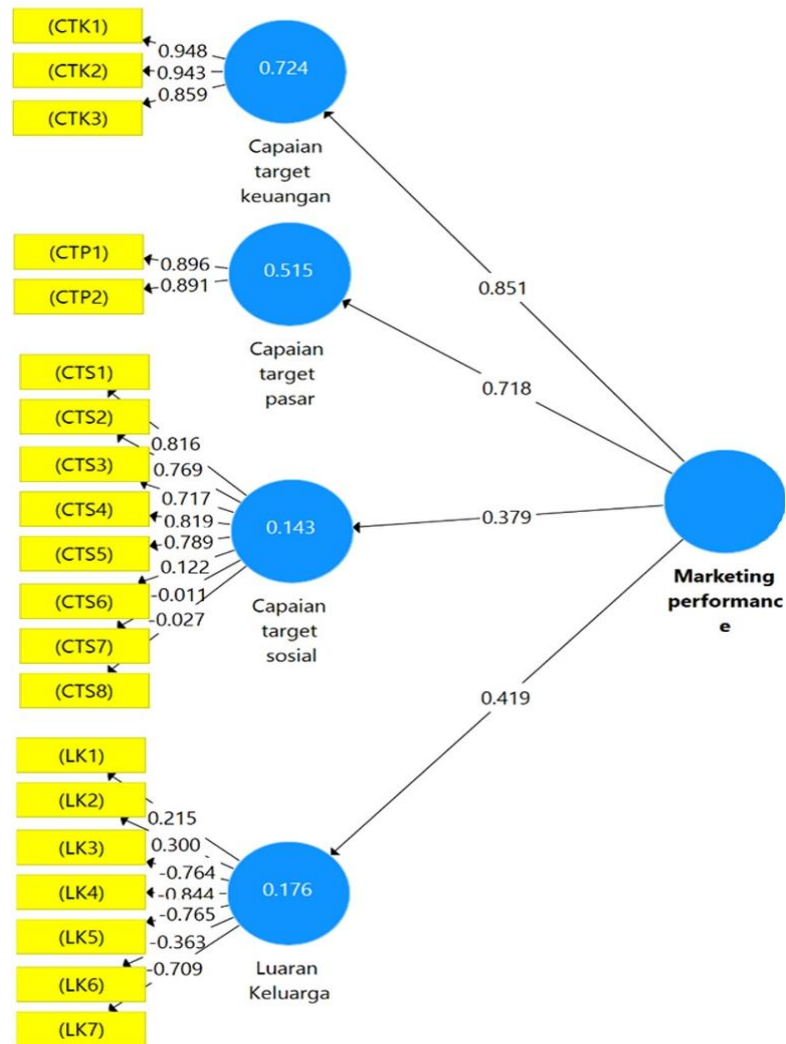 (CTK1)
0.948
(CTK2)
0.943
(CTK3)
0.859
0.724
Capaian
target
keuangan
(CTP1)
0.896
(CTP2)
0.891
0.515
Capaian
target
pasar
0.851
0.718
(CTS1)
(CTS2)
(CTS3)
(CTS4)
(CTS5)
(CTS6)
(CTS7)
(CTS8)
0.816
0.769
0.717
0.819
0.789
0.122
-0.011
-0.027
0.143
Capaian
target
sosial
0.379
Marketing
performanc
e
0.419
(LK1)
(LK2)
(LK3)
(LK4)
(LK5)
(LK6)
(LK7)
0.215
0.300
-0.764
-0.844
-0.765
-0.363
-0.709
0.176
Luaran
Keluarga